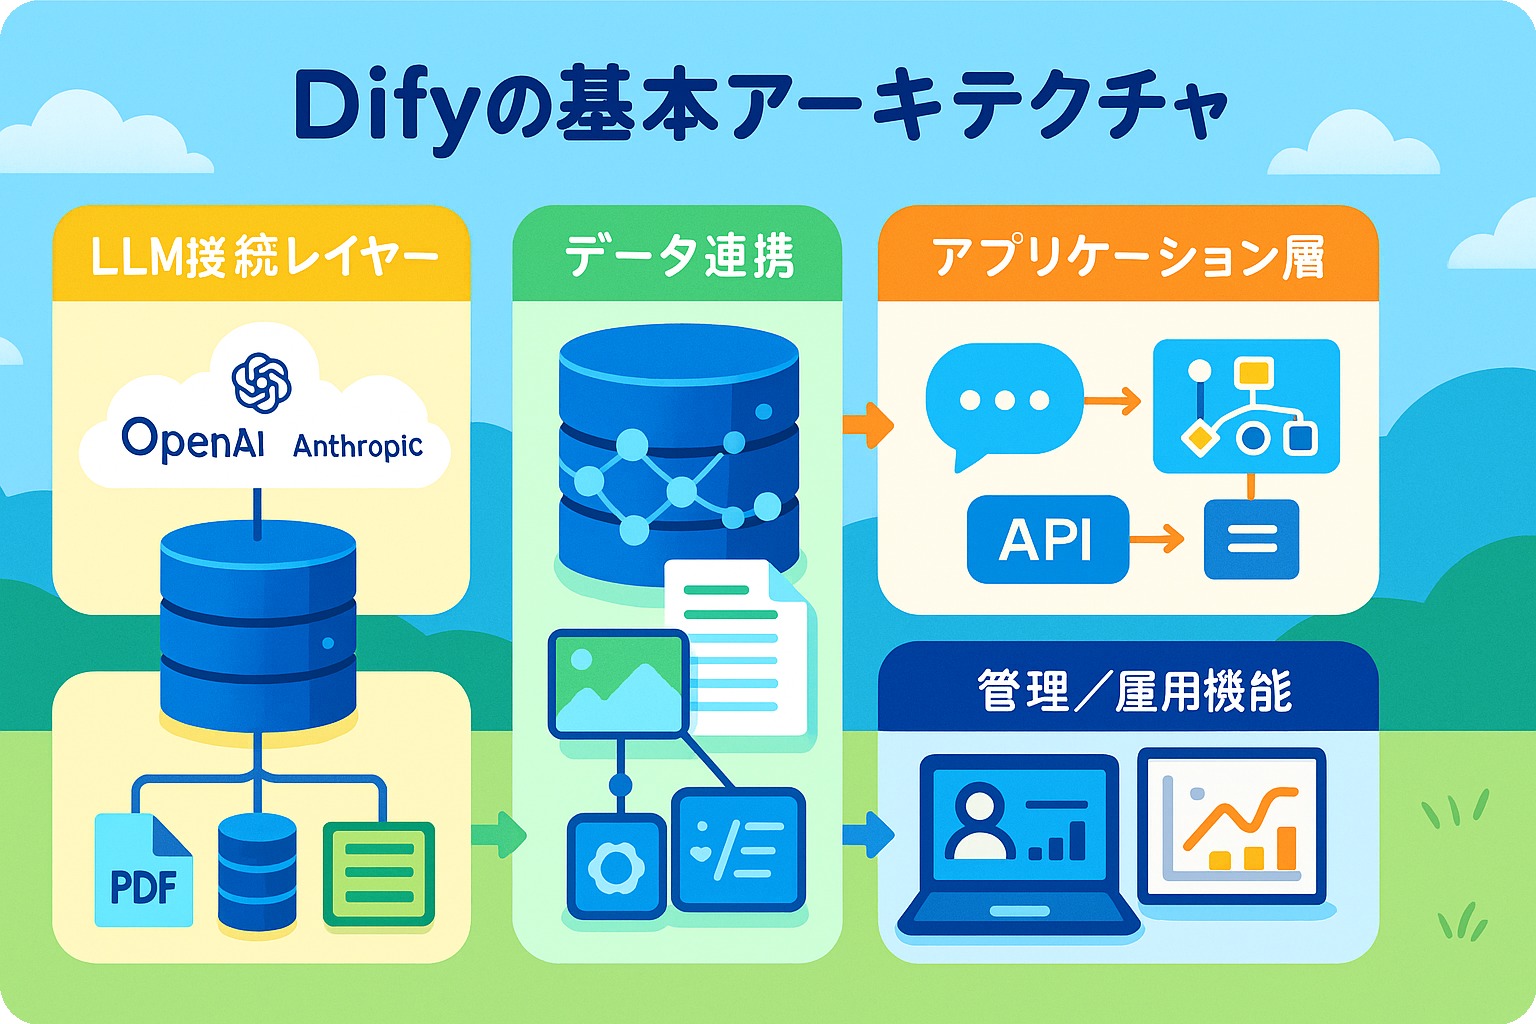 Difyの基本アーキテクチャ
LLM接続レイヤー
OpenAI Anthropic
PDF
データ連携
アプリケーション層
API
管理／雇用機能